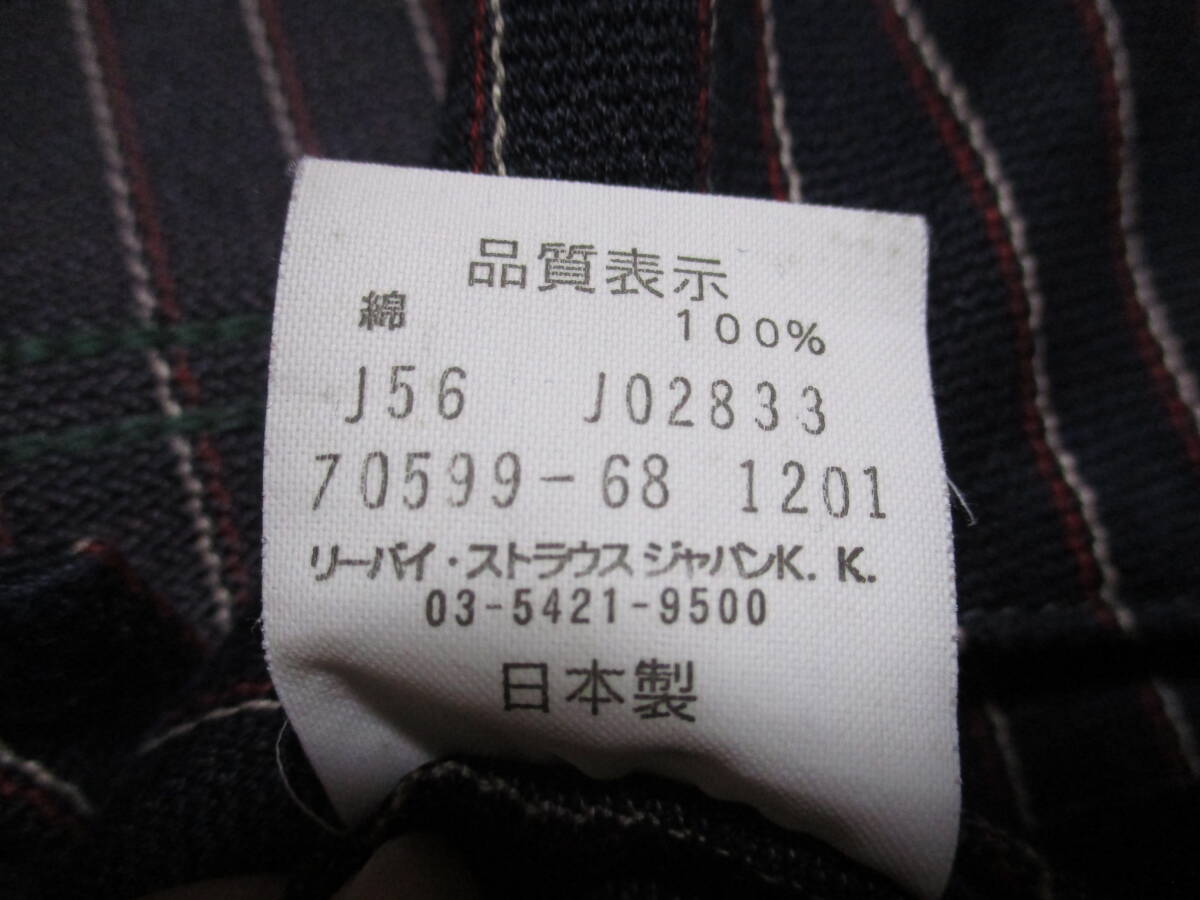 品質表示
綿 100%
J56 J02833
70599-68 1201
リーバイ・ストラウス ジャパンK. K.
03-5421-9500
日本製